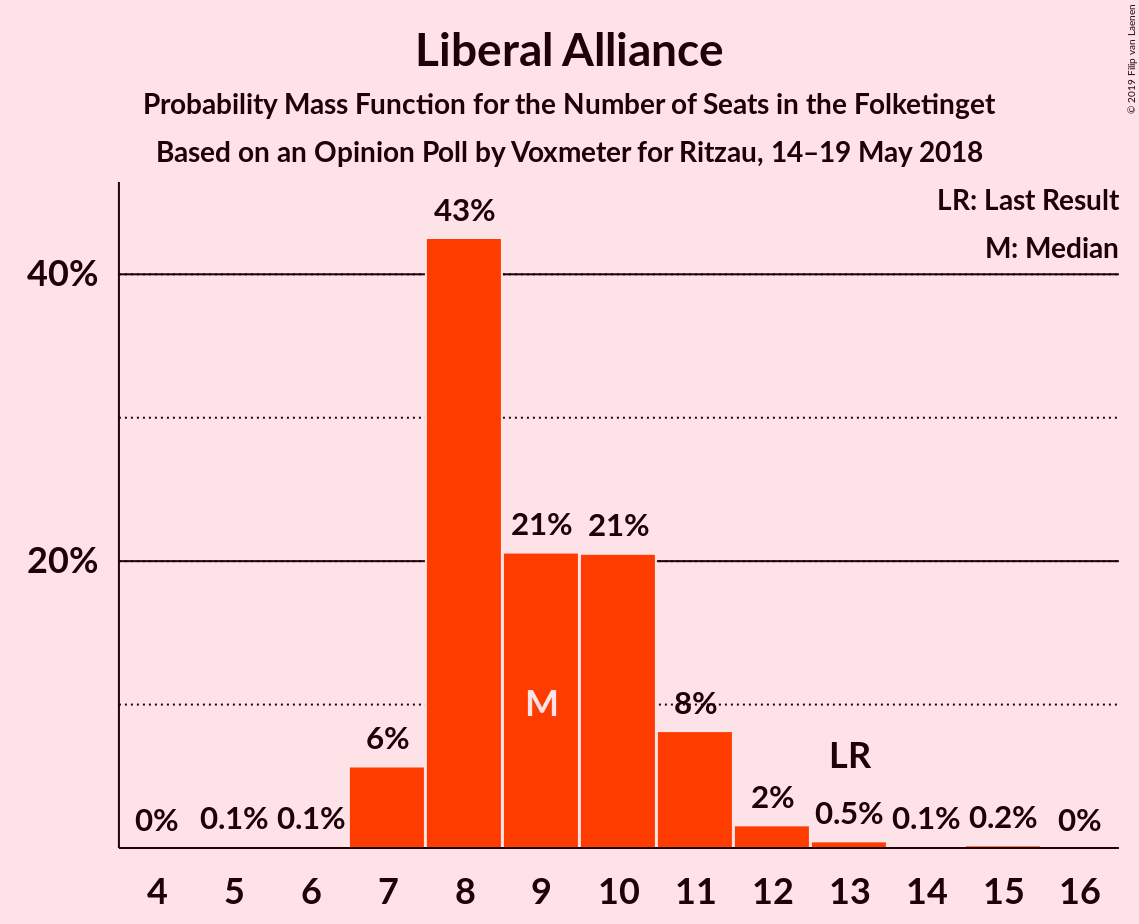 © 2019 Filip van Laenen
Liberal Alliance
Probability Mass Function for the Number of Seats in the Folketinget
Based on an Opinion Poll by Voxmeter for Ritzau, 14–19 May 2018
LR: Last Result
M: Median
40%
20%
0%
0.1%
0.1%
6%
43%
21%
21%
8%
2%
0.5%
0.1%
0.2%
0%
M
LR
4 5 6 7 8 9 10 11 12 13 14 15 16